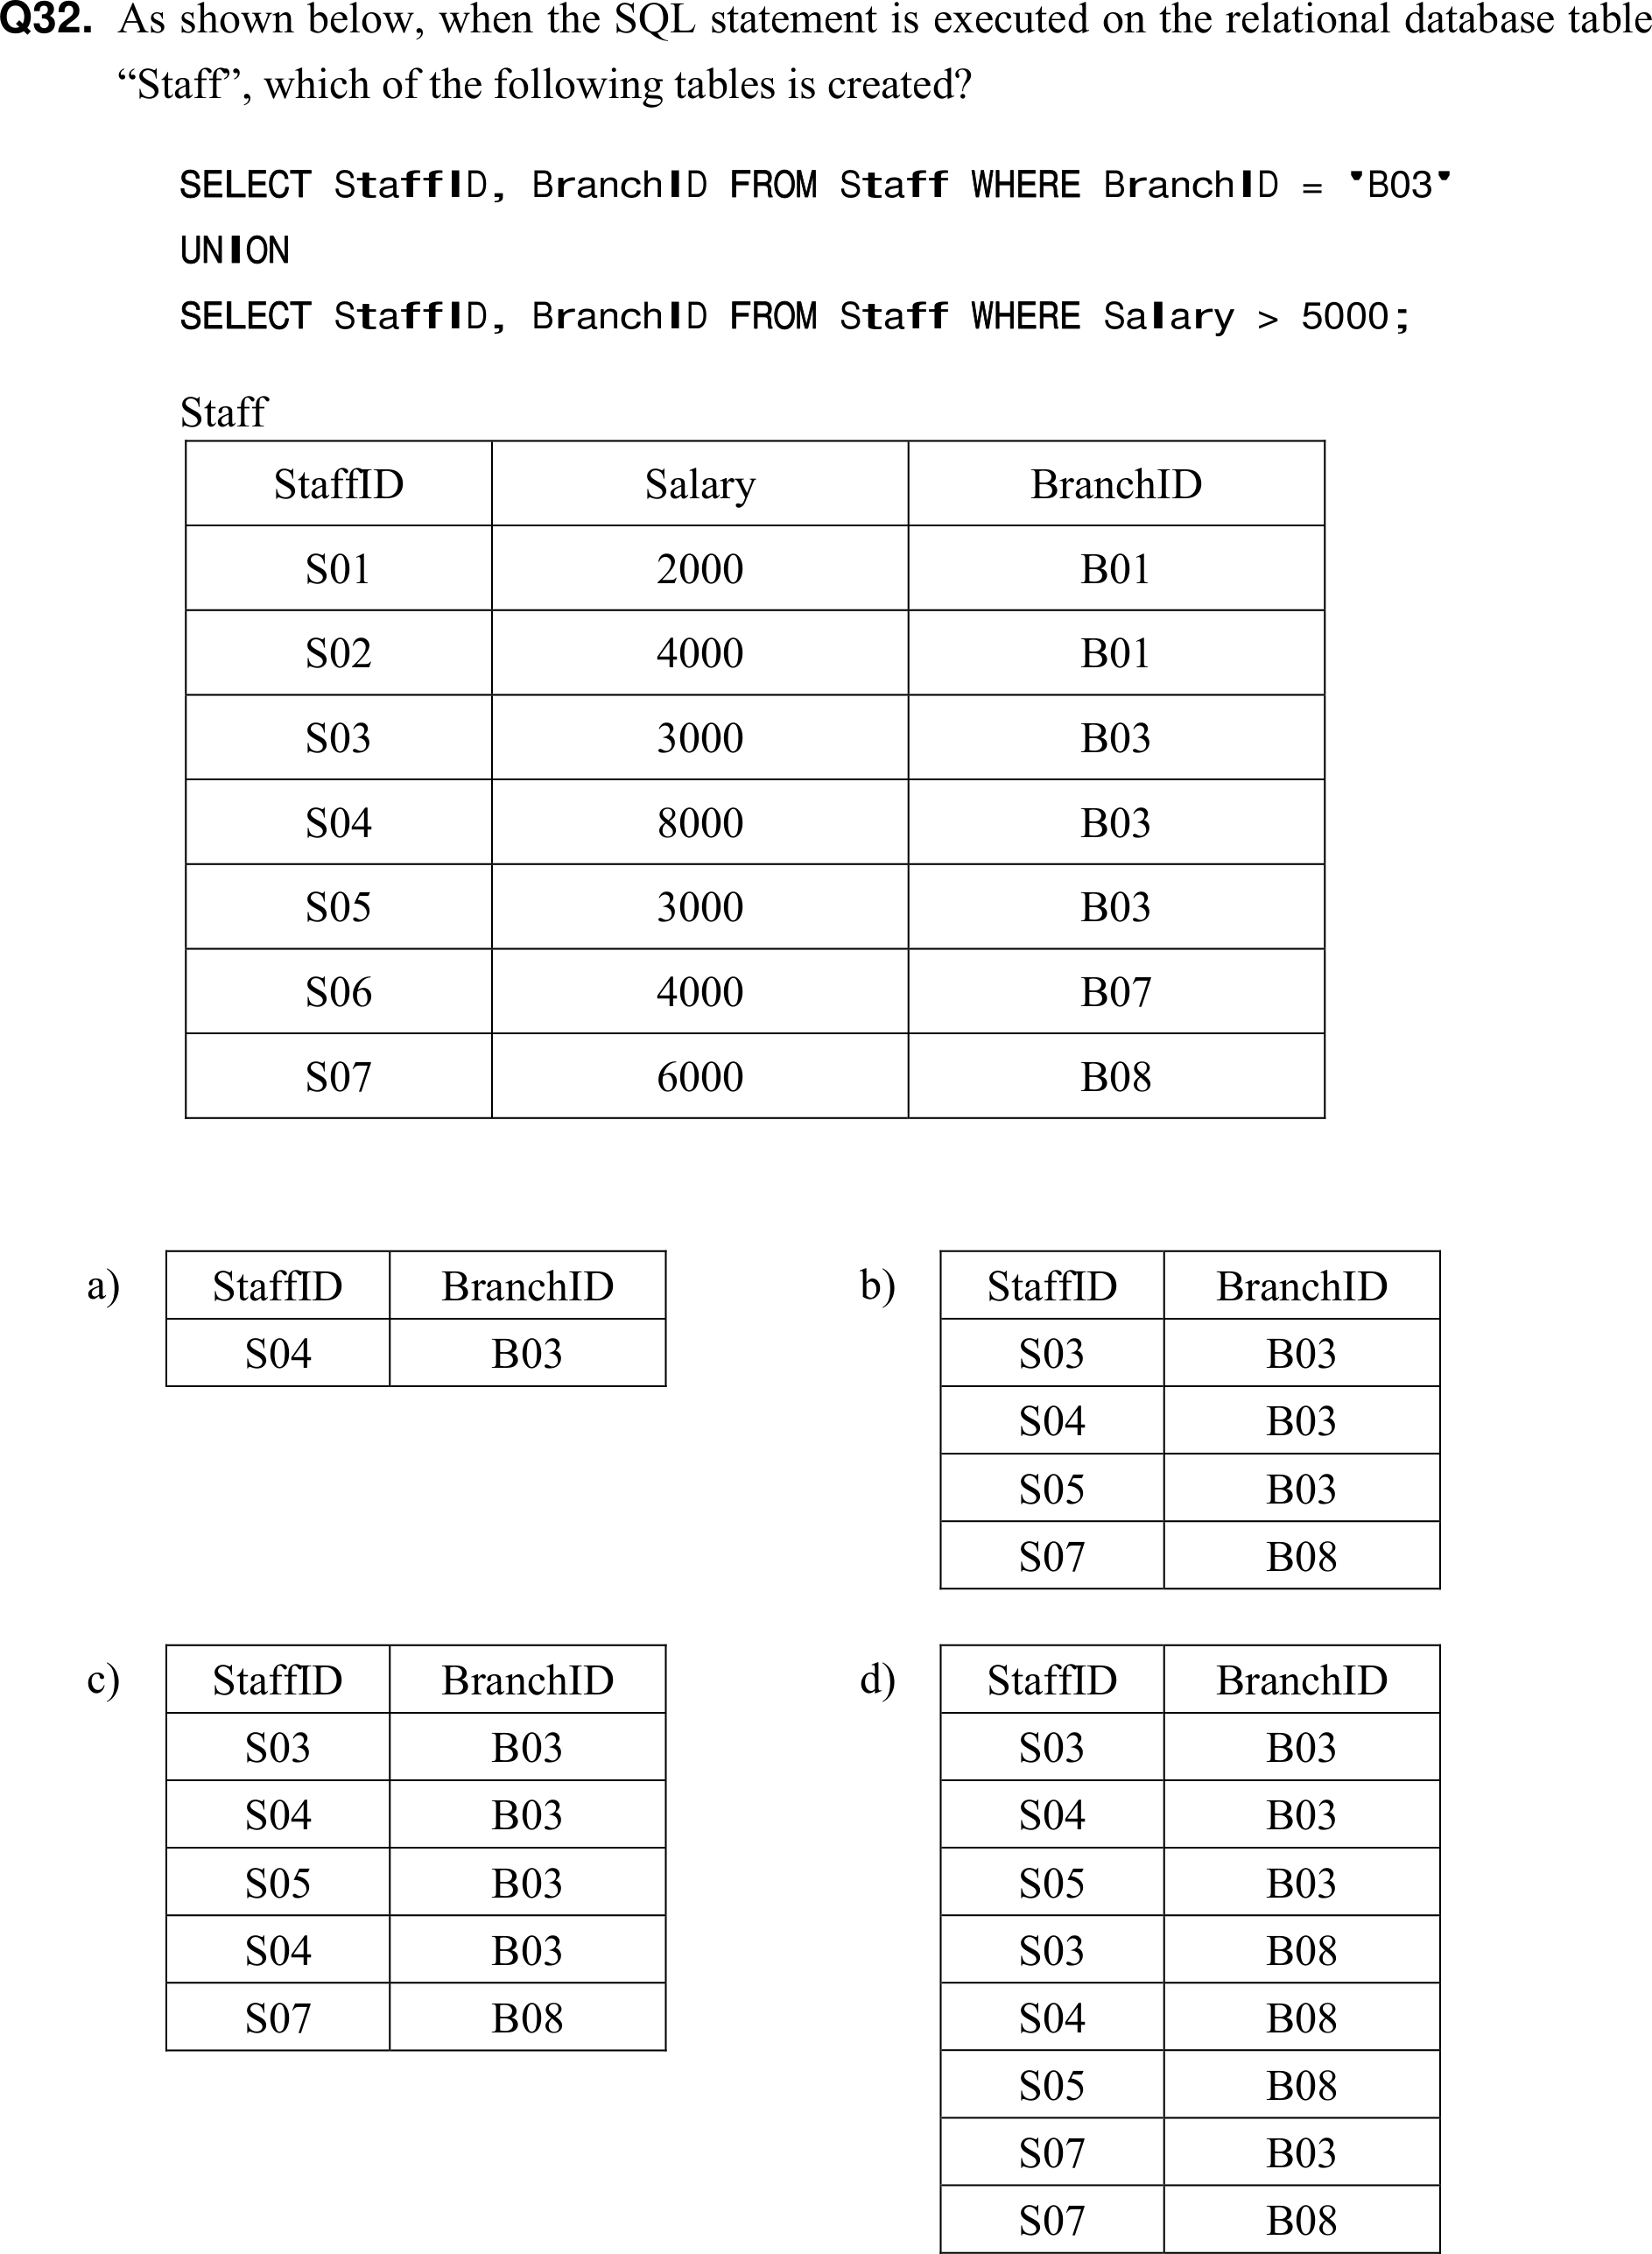 Q32. As shown below, when the SQL statement is executed on the relational database table
“Staff”, which of the following tables is created?
SELECT StaffID, BranchID FROM Staff WHERE BranchID = 'B03'
UNION
SELECT StaffID, BranchID FROM Staff WHERE Salary > 5000;
Staff
StaffID Salary BranchID
S01 2000 B01
S02 4000 B01
S03 3000 B03
S04 8000 B03
S05 3000 B03
S06 4000 B07
S07 6000 B08
a)
StaffID BranchID
S04 B03
b)
StaffID BranchID
S03 B03
S04 B03
S05 B03
S07 B08
c)
StaffID BranchID
S03 B03
S04 B03
S05 B03
S04 B03
S07 B08
d)
StaffID BranchID
S03 B03
S04 B03
S05 B03
S03 B08
S04 B08
S05 B08
S07 B03
S07 B08